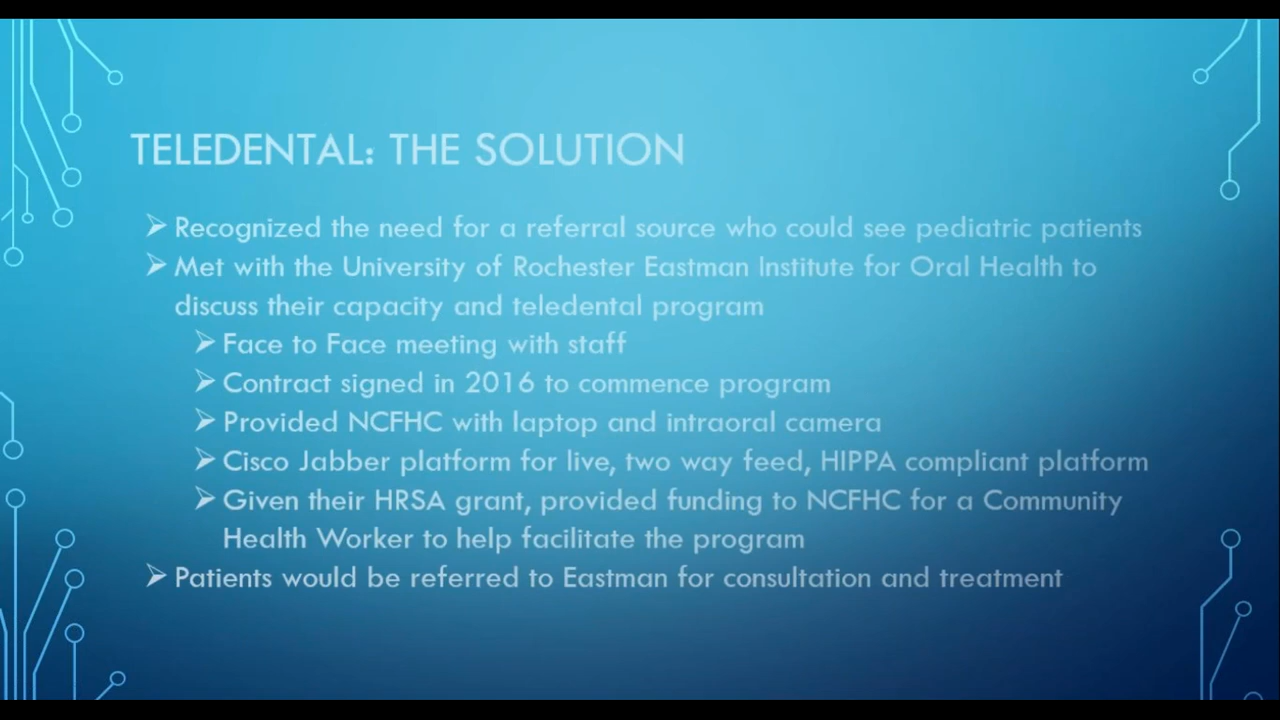 TELEDENTAL: THE SOLUTION
➢ Recognized the need for a referral source who could see pediatric patients
➢ Met with the University of Rochester Eastman Institute for Oral Health to
discuss their capacity and teledental program
➢ Face to Face meeting with staff
➢ Contract signed in 2016 to commence program
➢ Provided NCFHC with laptop and intraoral camera
➢ Cisco Jabber platform for live, two way feed, HIPPA compliant platform
➢ Given their HRSA grant, provided funding to NCFHC for a Community
Health Worker to help facilitate the program
➢ Patients would be referred to Eastman for consultation and treatment